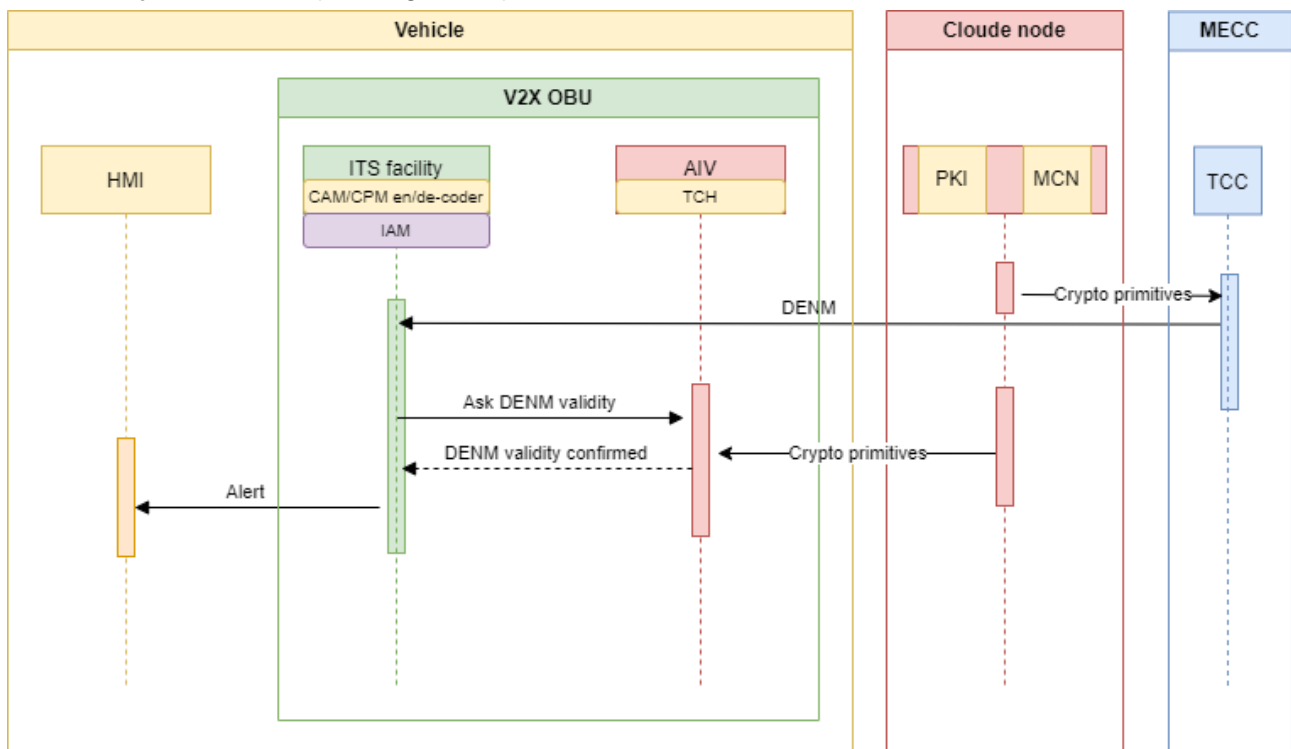 Vehicle
Cloude node
MECC
V2X OBU
HMI
ITS facility
CAM/CPM en/de-coder
IAM
AIV
TCH
PKI
MCN
TCC
Crypto primitives
DENM
Ask DENM validity
DENM validity confirmed
Crypto primitives
Alert